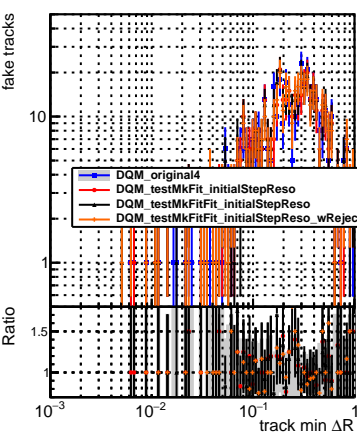 fake tracks
10
DQM_original4
DQM_testMkFit_initialStepReso
DQM_testMkFitFit_initialStepReso
DQM_testMkFitFit_initialStepReso_wRejec
1
Ratio
1.5
1
10⁻³
10⁻²
10⁻¹
1
track min ΔR